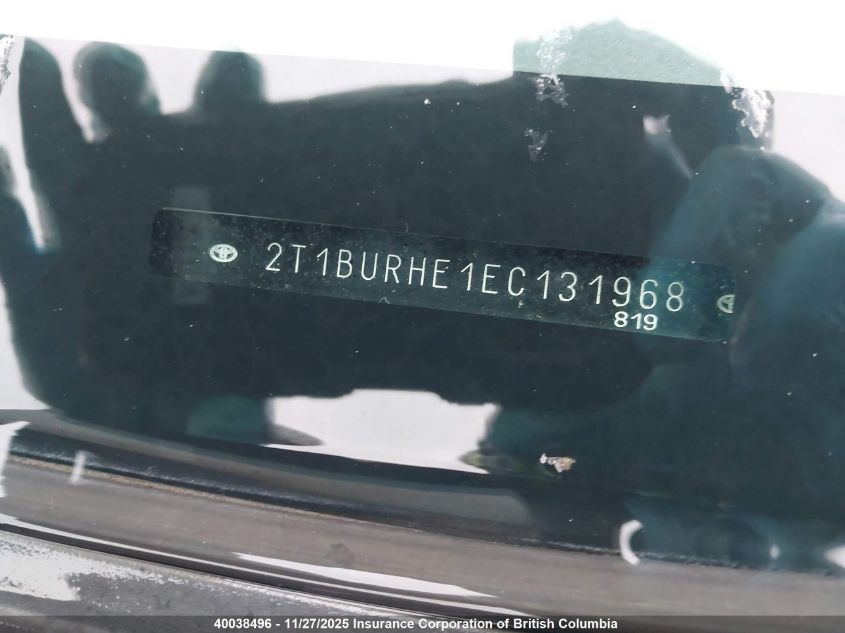 2T1BURHE1EC131968
819
40038496 - 11/27/2025 Insurance Corporation of British Columbia